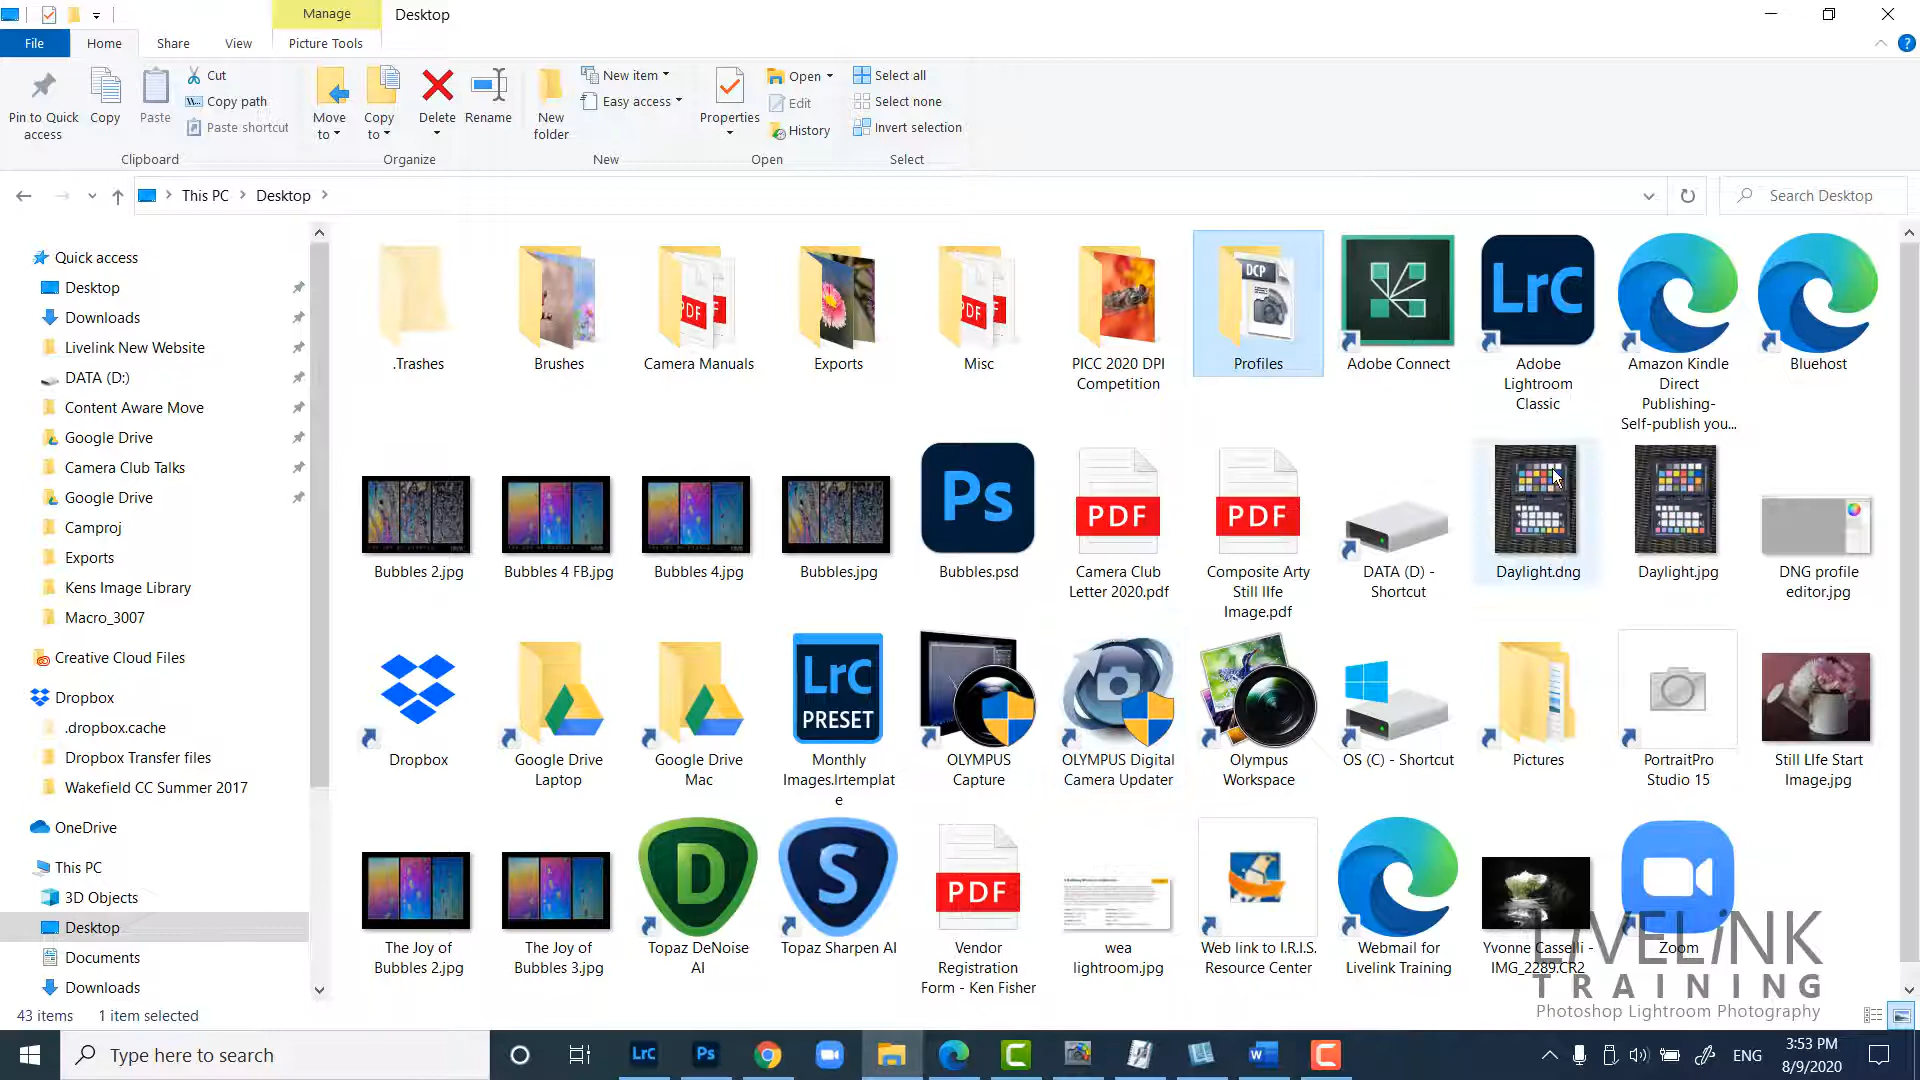 Manage
Desktop
File
Home
Share
View
Picture Tools
Pin to Quick access
Copy
Paste
Cut
Copy path
Paste shortcut
Clipboard
Move to
Copy to
Delete
Rename
Organize
New folder
New item
Easy access
New
Properties
Open
Edit
History
Open
Select all
Select none
Invert selection
Select
This PC
Desktop
Search Desktop
Quick access
Desktop
Downloads
Livelink New Website
DATA (D:)
Content Aware Move
Google Drive
Camera Club Talks
Google Drive
Camproj
Exports
Kens Image Library
Macro_3007
Creative Cloud Files
Dropbox
.dropbox.cache
Dropbox Transfer files
Wakefield CC Summer 2017
OneDrive
This PC
3D Objects
Desktop
Documents
Downloads
.Trashes
Brushes
PDF
Camera Manuals
Exports
PDF
Misc
PICC 2020 DPI
Competition
DCP
Profiles
Adobe Connect
LrC
Adobe
Lightroom
Classic
Amazon Kindle
Direct
Publishing-
Self-publish you...
Bluehost
Bubbles 2.jpg
Bubbles 4 FB.jpg
Bubbles 4.jpg
Bubbles.jpg
Ps
Bubbles.psd
PDF
Camera Club
Letter 2020.pdf
PDF
Composite Arty
Still lIfe
Image.pdf
DATA (D) -
Shortcut
Daylight.dng
Daylight.jpg
DNG profile
editor.jpg
Dropbox
Google Drive
Laptop
Google Drive
Mac
LrC
PRESET
Monthly
Images.lrtemplat
e
OLYMPUS
Capture
OLYMPUS Digital
Camera Updater
Olympus
Workspace
OS (C) - Shortcut
Pictures
PortraitPro
Studio 15
Still LIfe Start
Image.jpg
The Joy of
Bubbles 2.jpg
The Joy of
Bubbles 3.jpg
D
Topaz DeNoise
AI
S
Topaz Sharpen AI
PDF
Vendor
Registration
Form - Ken Fisher
wea
lightroom.jpg
Web link to I.R.I.S.
Resource Center
Webmail for
Livelink Training
Yvonne Casselli -
IMG_2289.CR2
Zoom
LIVELINK
TRAINING
Photoshop Lightroom Photography
43 items
1 item selected
Type here to search
LrC
Ps
ENG
3:53 PM
8/9/2020